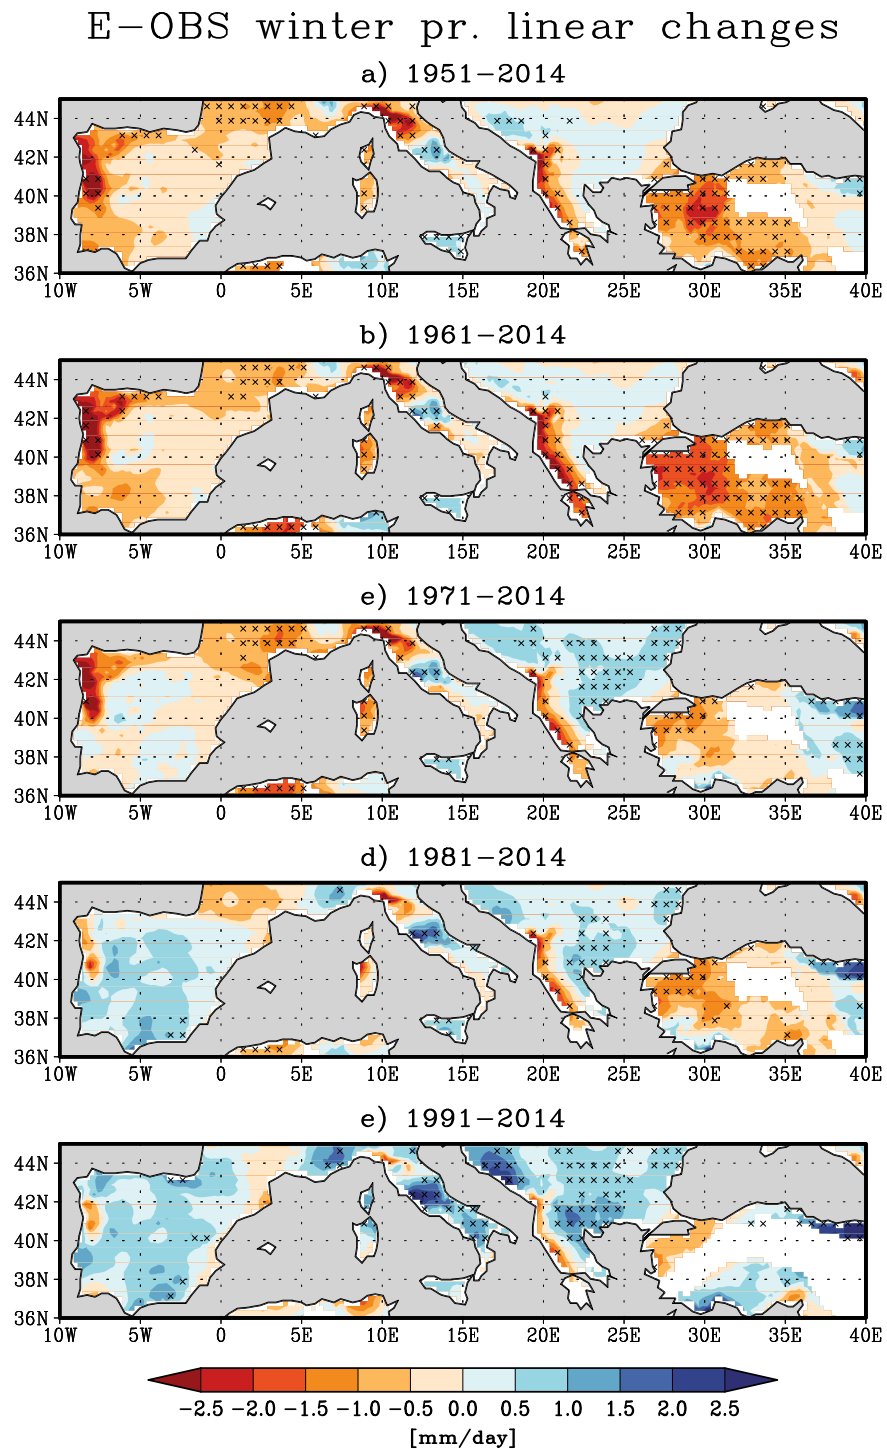 E-OBS winter pr. linear changes
a) 1951-2014
44N
42N
40N
38N
36N
10W 5W 0 5E 10E 15E 20E 25E 30E 35E 40E
b) 1961-2014
44N
42N
40N
38N
36N
10W 5W 0 5E 10E 15E 20E 25E 30E 35E 40E
e) 1971-2014
44N
42N
40N
38N
36N
10W 5W 0 5E 10E 15E 20E 25E 30E 35E 40E
d) 1981-2014
44N
42N
40N
38N
36N
10W 5W 0 5E 10E 15E 20E 25E 30E 35E 40E
e) 1991-2014
44N
42N
40N
38N
36N
10W 5W 0 5E 10E 15E 20E 25E 30E 35E 40E
-2.5 -2.0 -1.5 -1.0 -0.5 0.0 0.5 1.0 1.5 2.0 2.5
[mm/day]